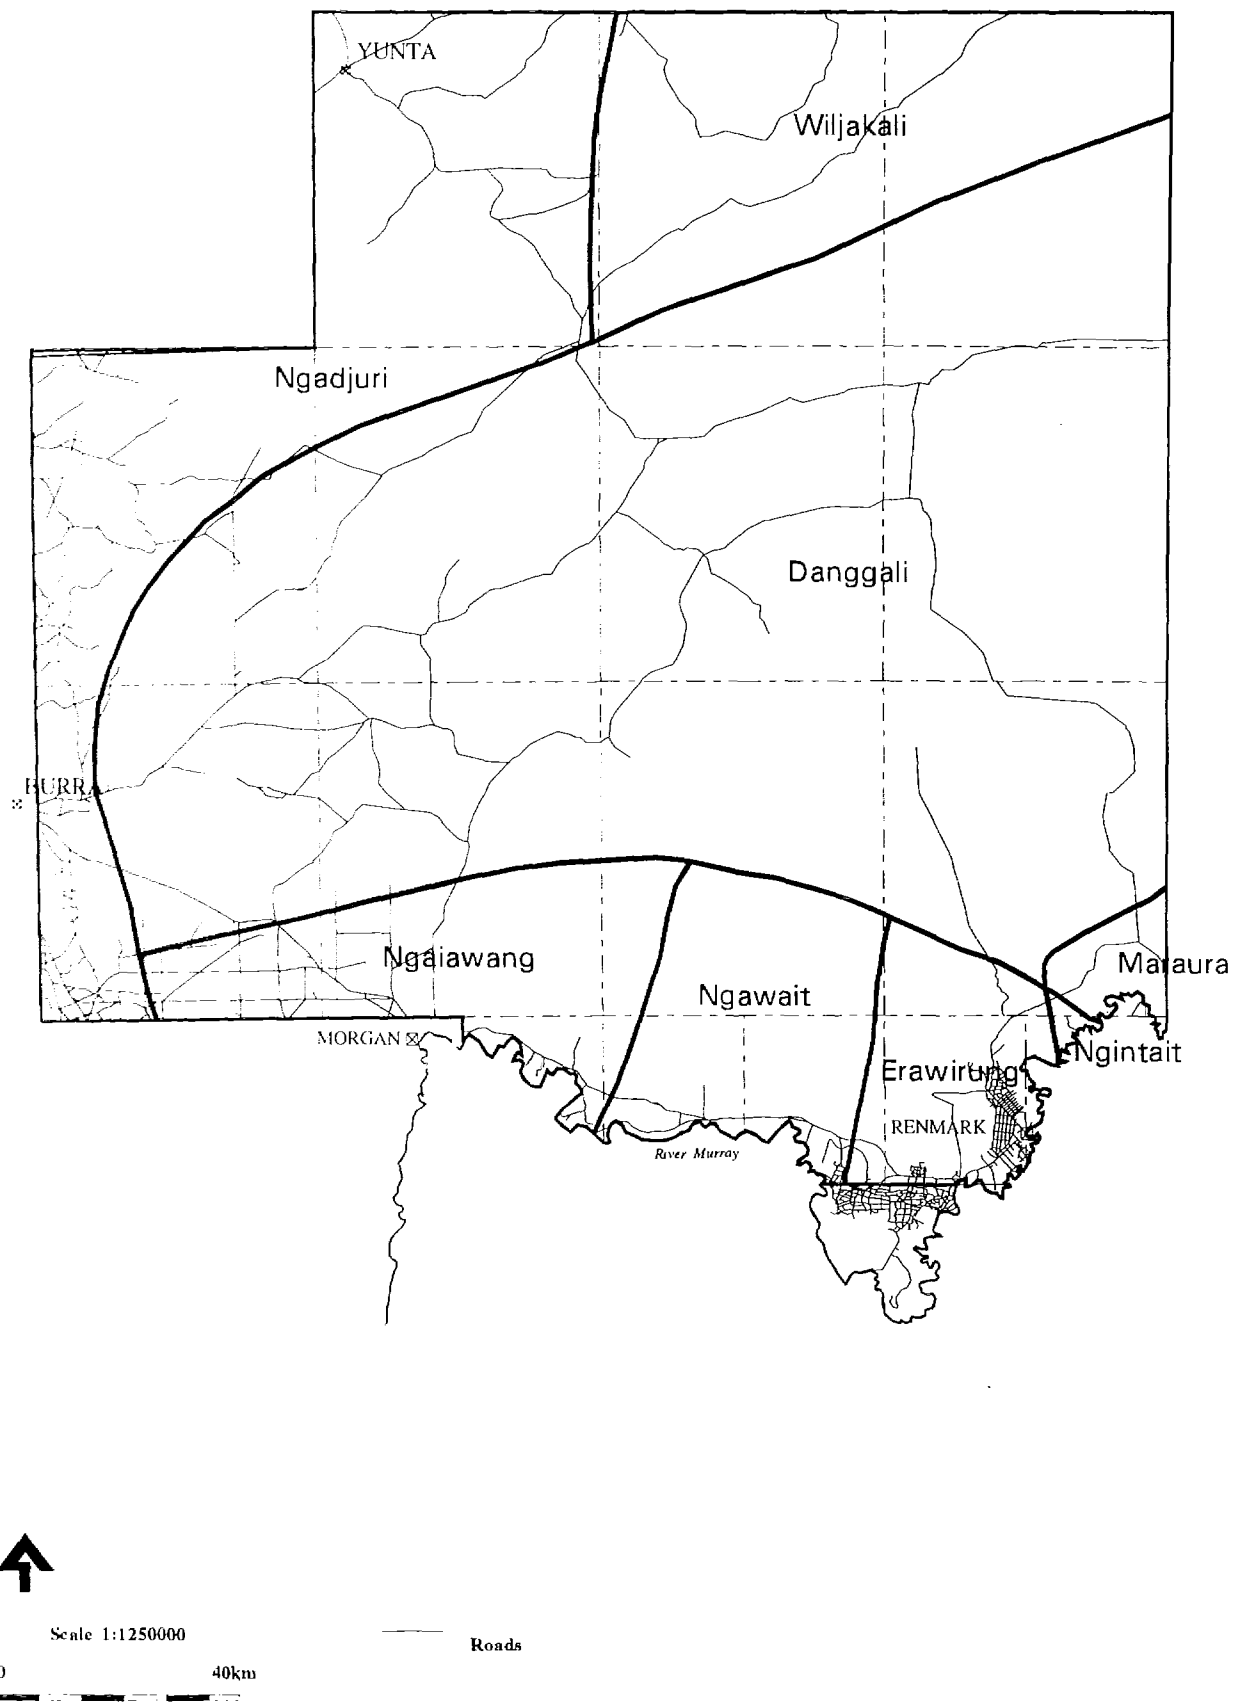 YUNTA
Wiljakali
Ngadjuri
Danggali
BURRA
Ngaiawang
Maraura
Ngawait
MORGAN
Ngintait
Erawirung
RENMARK
River Murray
Scale 1:1250000
Roads
0 40km